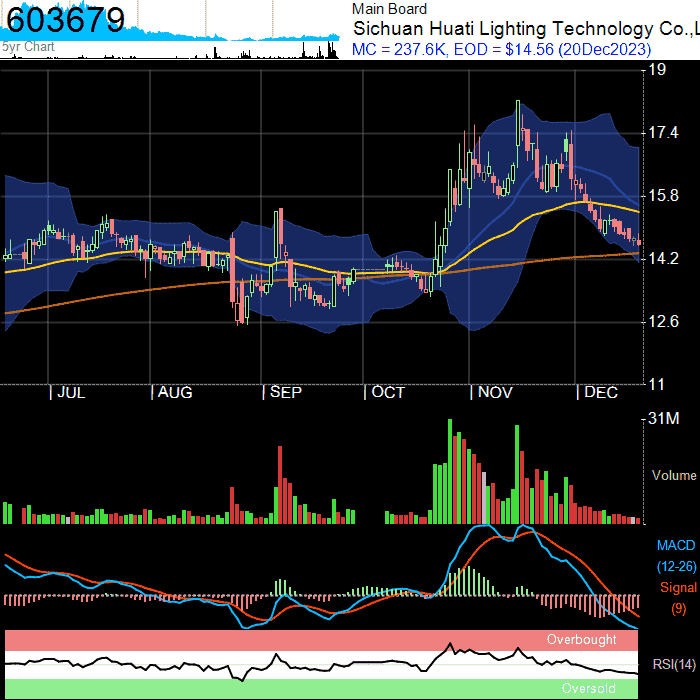 603679
5yr Chart
Main Board
Sichuan Huati Lighting Technology Co.,L
MC = 237.6K, EOD = $14.56 (20Dec2023)
19
17.4
15.8
14.2
12.6
11
JUL
AUG
SEP
OCT
NOV
DEC
31M
Volume
MACD
(12-26)
Signal
(9)
Overbought
RSI(14)
Oversold